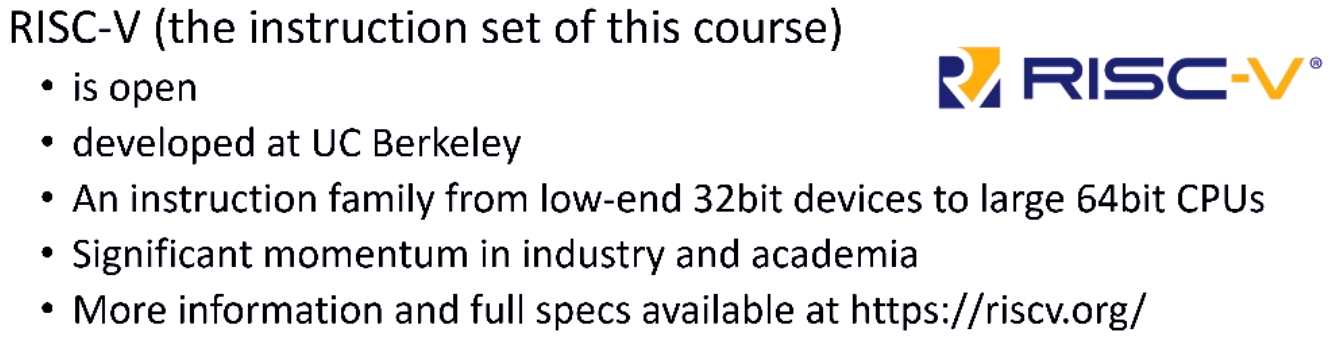 RISC-V (the instruction set of this course)
• is open
RISC-V®
• developed at UC Berkeley
• An instruction family from low-end 32bit devices to large 64bit CPUs
• Significant momentum in industry and academia
• More information and full specs available at https://riscv.org/